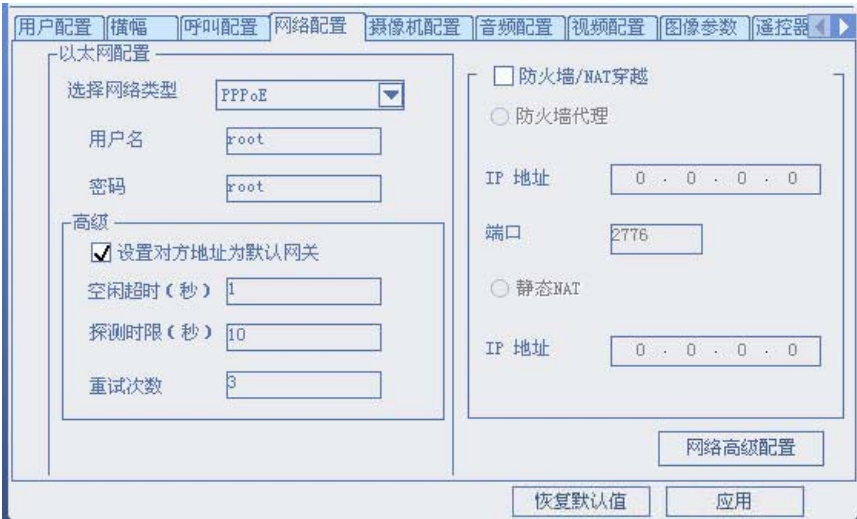 用户配置 横幅 呼叫配置 网络配置 摄像机配置 音频配置 视频配置 图像参数 遥控器
以太网配置
选择网络类型 PPPoE
用户名 root
密码 root
高级
设置对方地址为默认网关
空闲超时(秒) 1
探测时限(秒) 10
重试次数 3
防火墙/NAT穿越
防火墙代理
IP 地址 0 . 0 . 0 . 0
端口 2776
静态NAT
IP 地址 0 . 0 . 0 . 0
网络高级配置
恢复默认值 应用